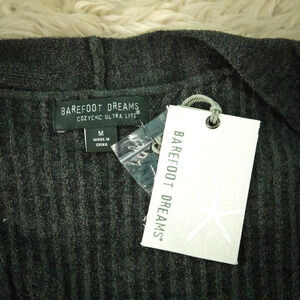 BAREFOOT DREAMS®
COZYCHIC ULTRA LITE®
M
MADE IN
CHINA
BAREFOOT DREAMS®